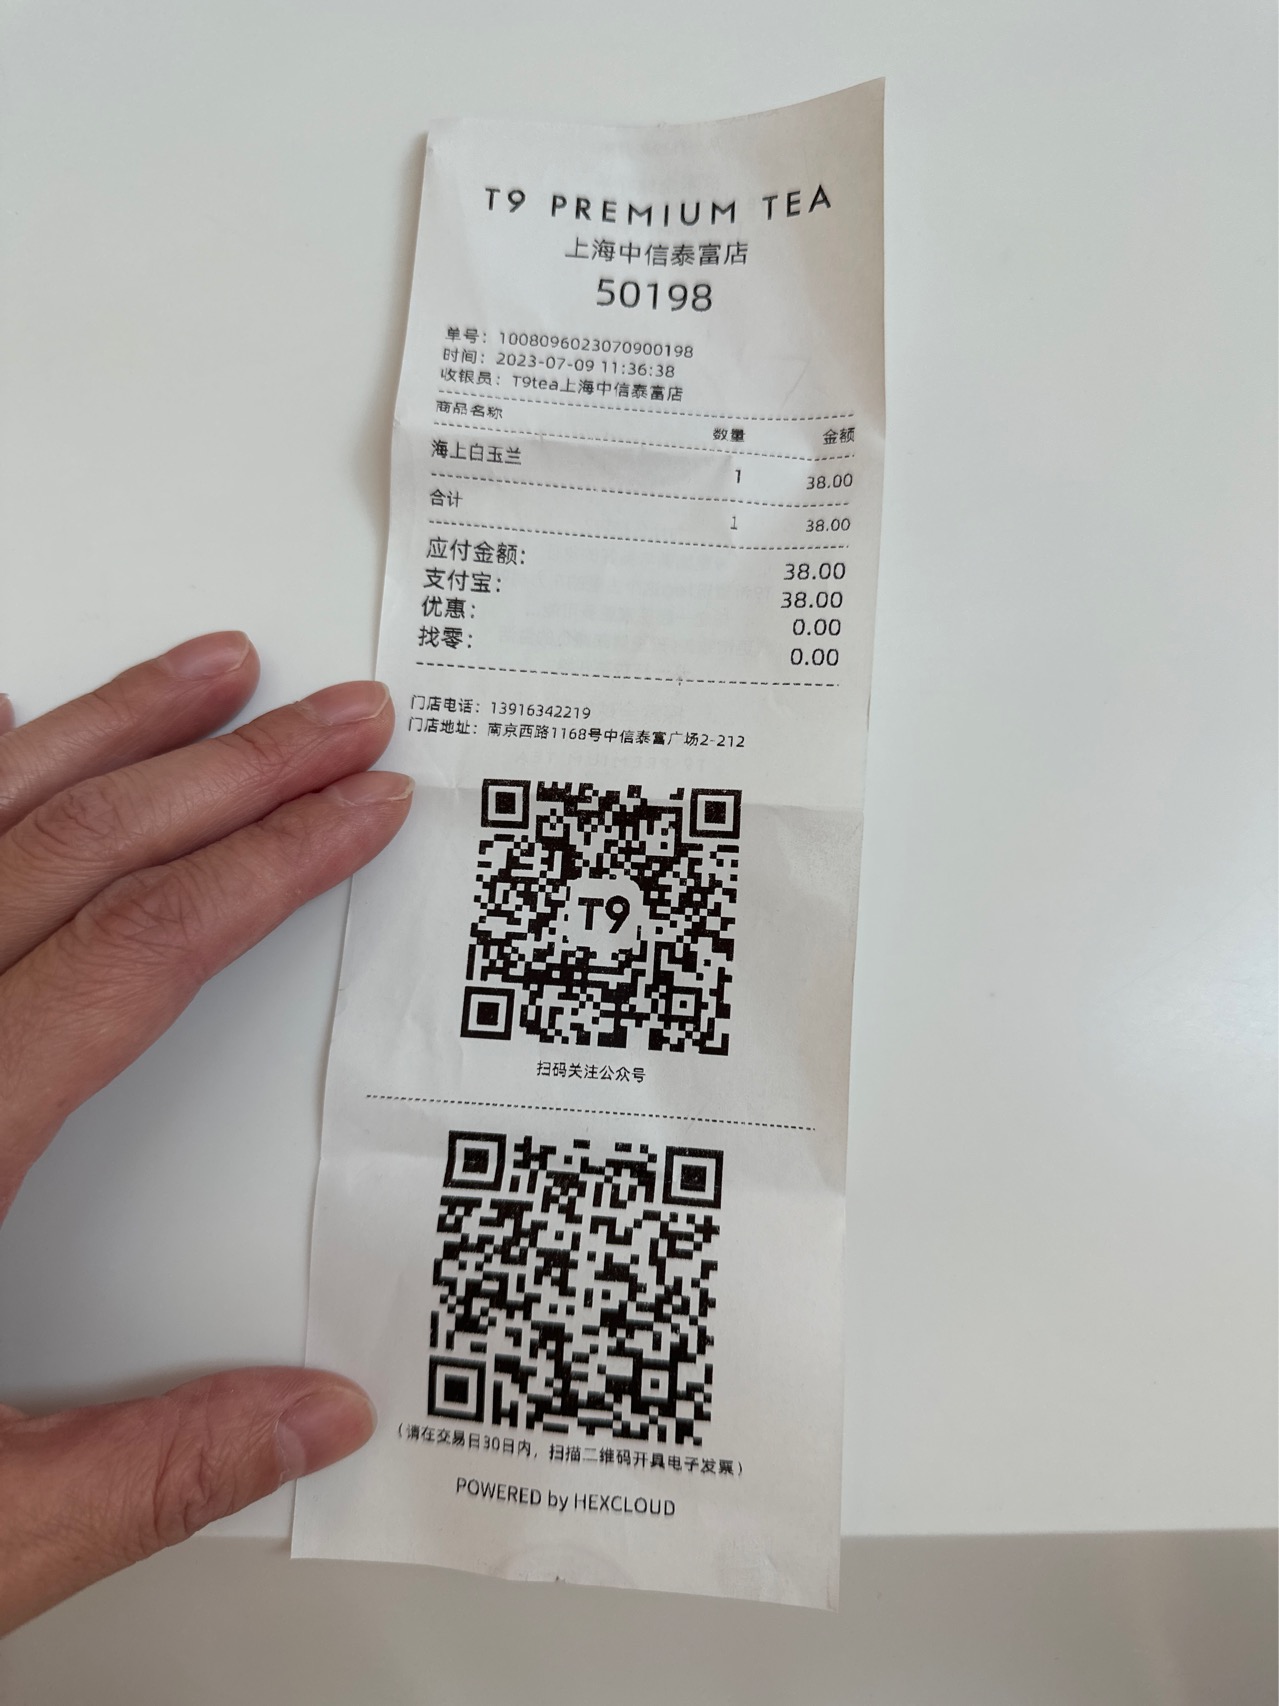 T9 PREMIUM TEA
上海中信泰富店
50198
单号：1008096023070900198
时间：2023-07-09 11:36:38
收银员：T9tea上海中信泰富店
商品名称 数量 金额
海上白玉兰 1 38.00
合计 1 38.00
应付金额： 38.00
支付宝： 38.00
优惠： 0.00
找零： 0.00
门店电话：13916342219
门店地址：南京西路1168号中信泰富广场2-212
T9
扫码关注公众号
（请在交易日30日内，扫描二维码开具电子发票）
POWERED by HEXCLOUD